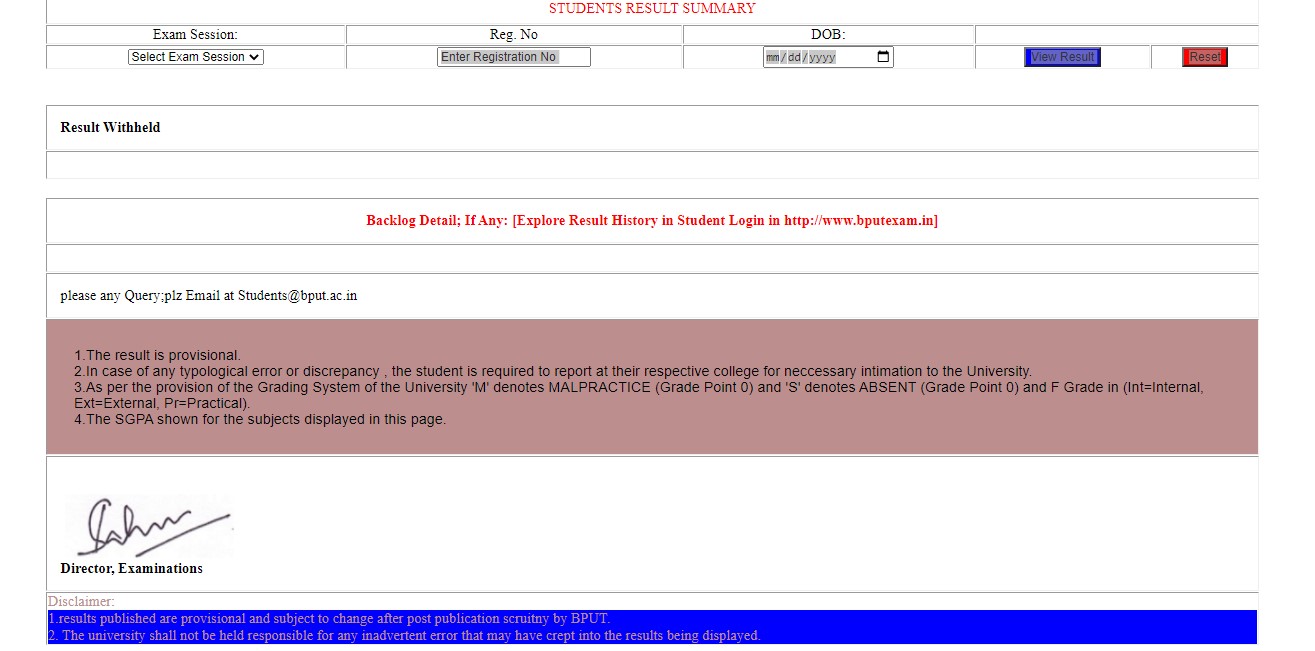 STUDENTS RESULT SUMMARY
Exam Session: Reg. No DOB:
Select Exam Session Enter Registration No mm/dd/yyyy View Result Reset
Result Withheld
Backlog Detail; If Any: [Explore Result History in Student Login in http://www.bputexam.in]
please any Query;plz Email at Students@bput.ac.in
1.The result is provisional.
2.In case of any typological error or discrepancy , the student is required to report at their respective college for neccessary intimation to the University.
3.As per the provision of the Grading System of the University 'M' denotes MALPRACTICE (Grade Point 0) and 'S' denotes ABSENT (Grade Point 0) and F Grade in (Int=Internal,
Ext=External, Pr=Practical).
4.The SGPA shown for the subjects displayed in this page.
Director, Examinations
Disclaimer:
1.results published are provisional and subject to change after post publication scruitny by BPUT.
2. The university shall not be held responsible for any inadvertent error that may have crept into the results being displayed.